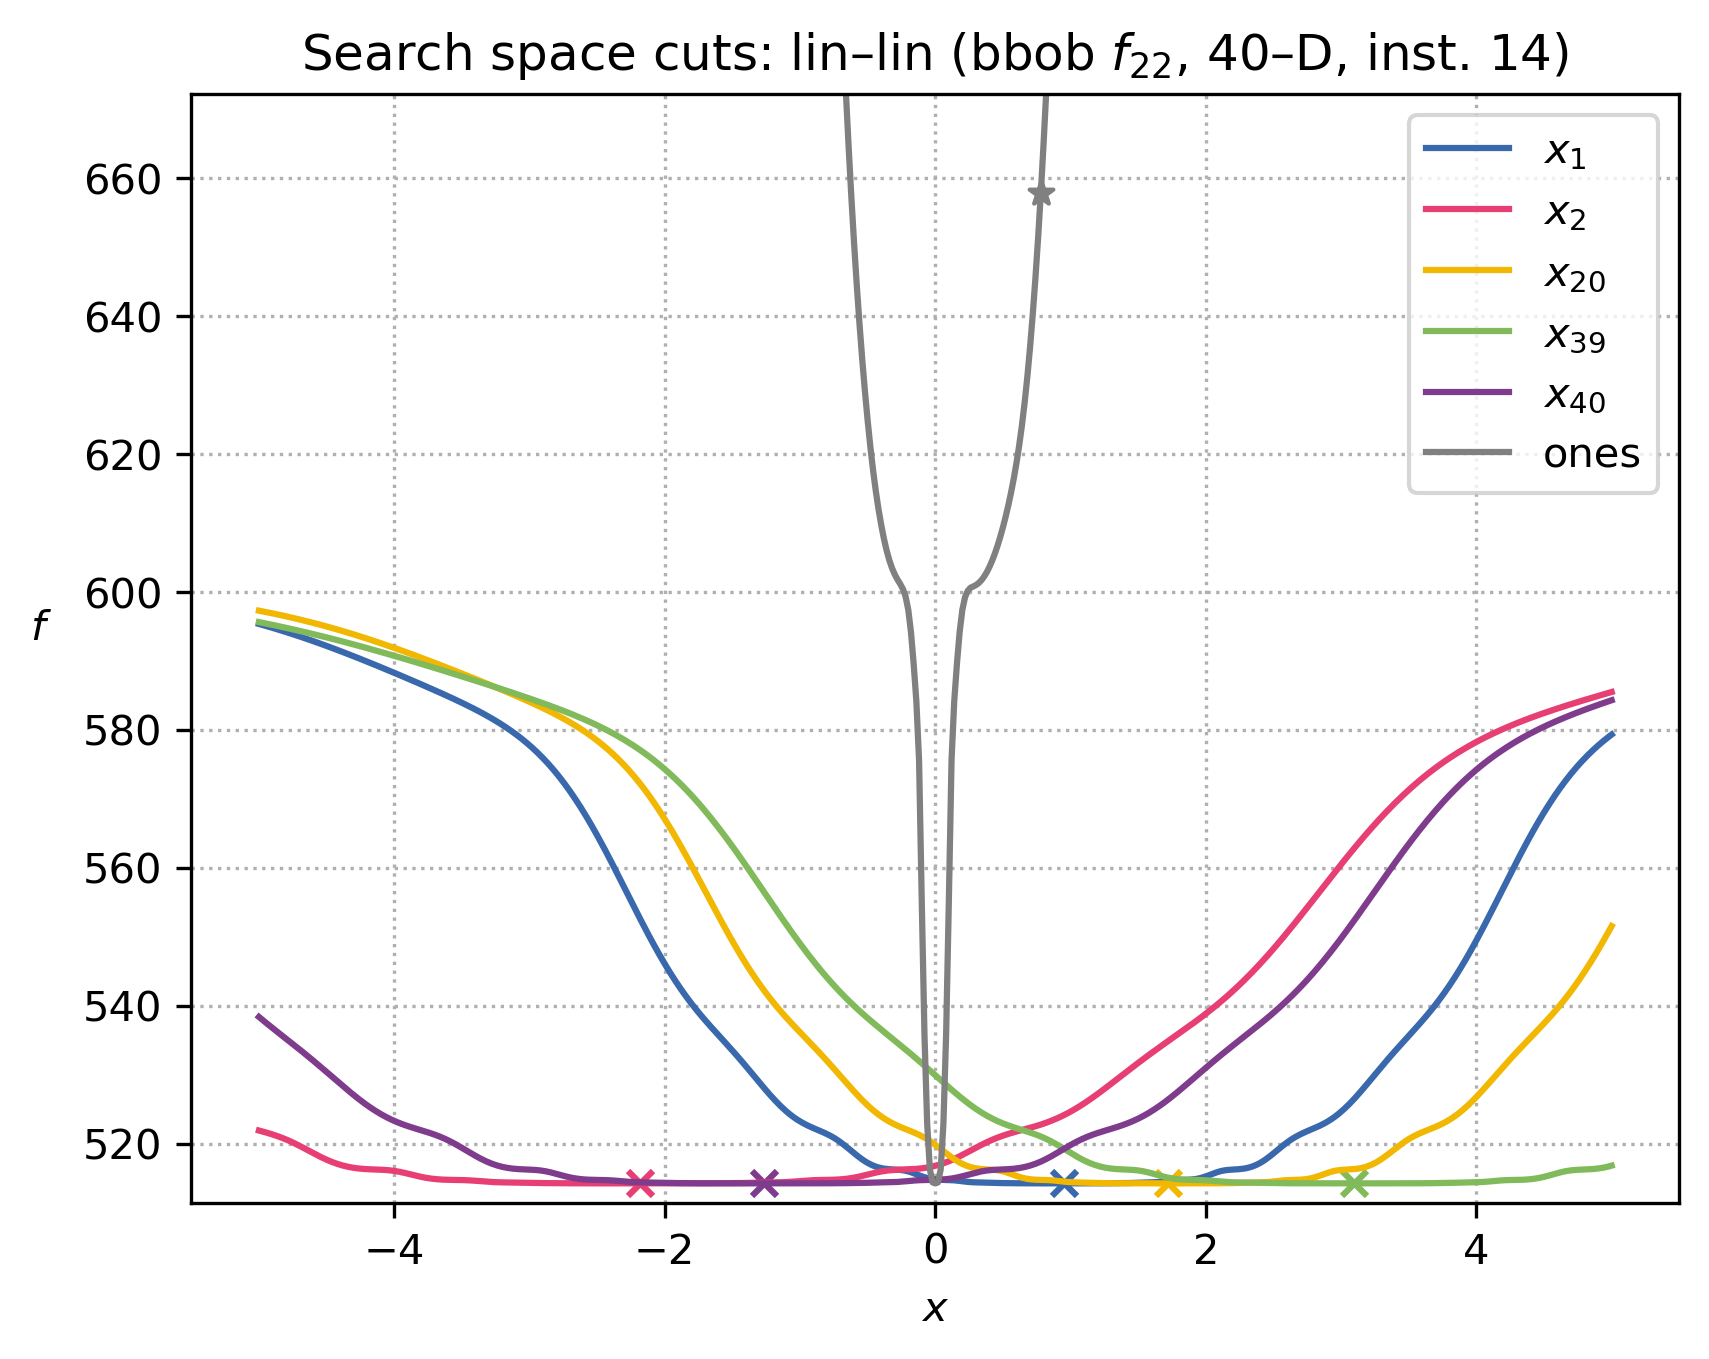 Search space cuts: lin–lin (bbob f₂₂, 40–D, inst. 14)
660
640
620
600
580
560
540
520
f
−4
−2
0
2
4
x
x₁
x₂
x₂₀
x₃₉
x₄₀
ones